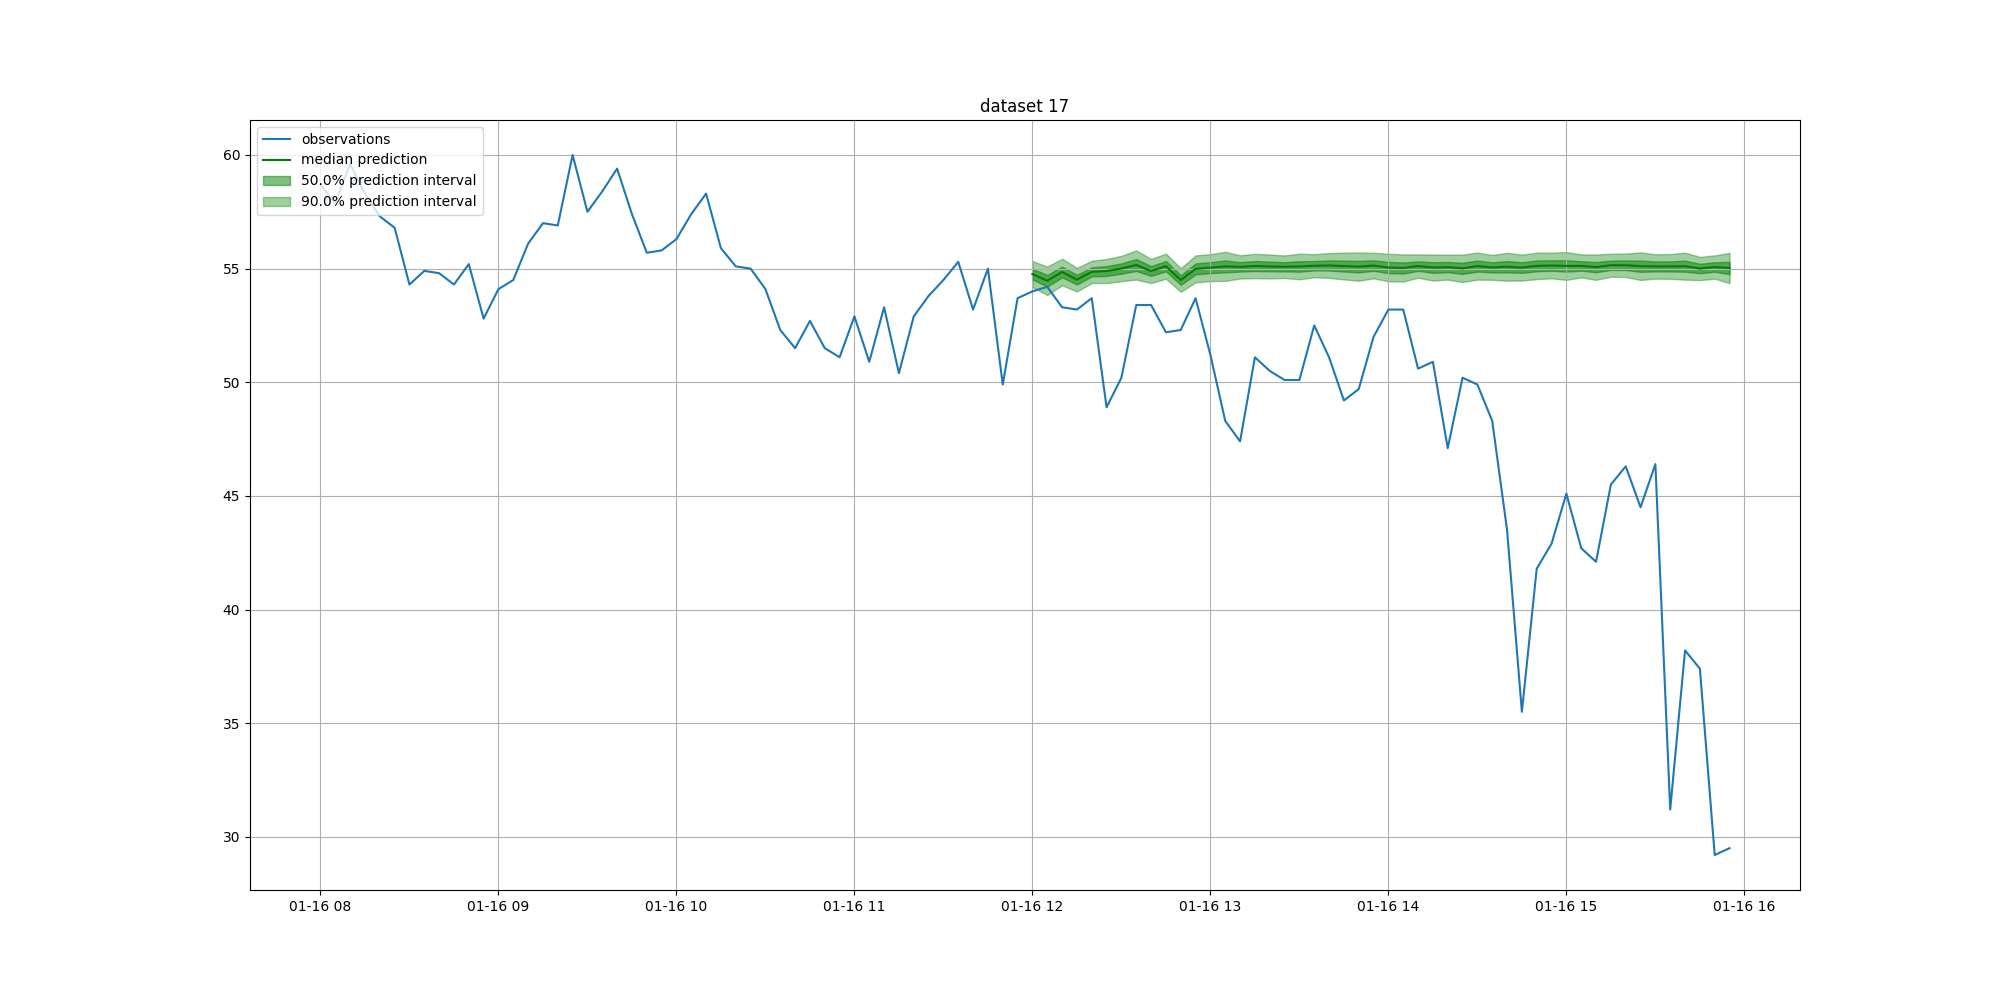 dataset 17
observations
median prediction
50.0% prediction interval
90.0% prediction interval
60
55
50
45
40
35
30
01-16 08 01-16 09 01-16 10 01-16 11 01-16 12 01-16 13 01-16 14 01-16 15 01-16 16